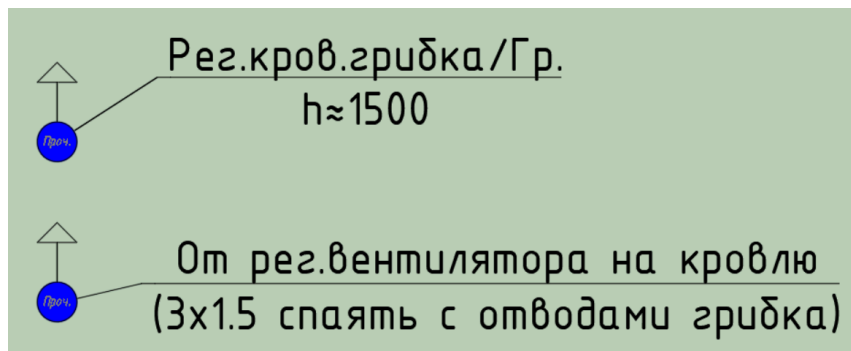 Рег.кров.грибка/Гр.
h≈1500
Проч.
От рег.вентилятора на кровлю
Проч.
(3х1.5 спаять с отводами грибка)